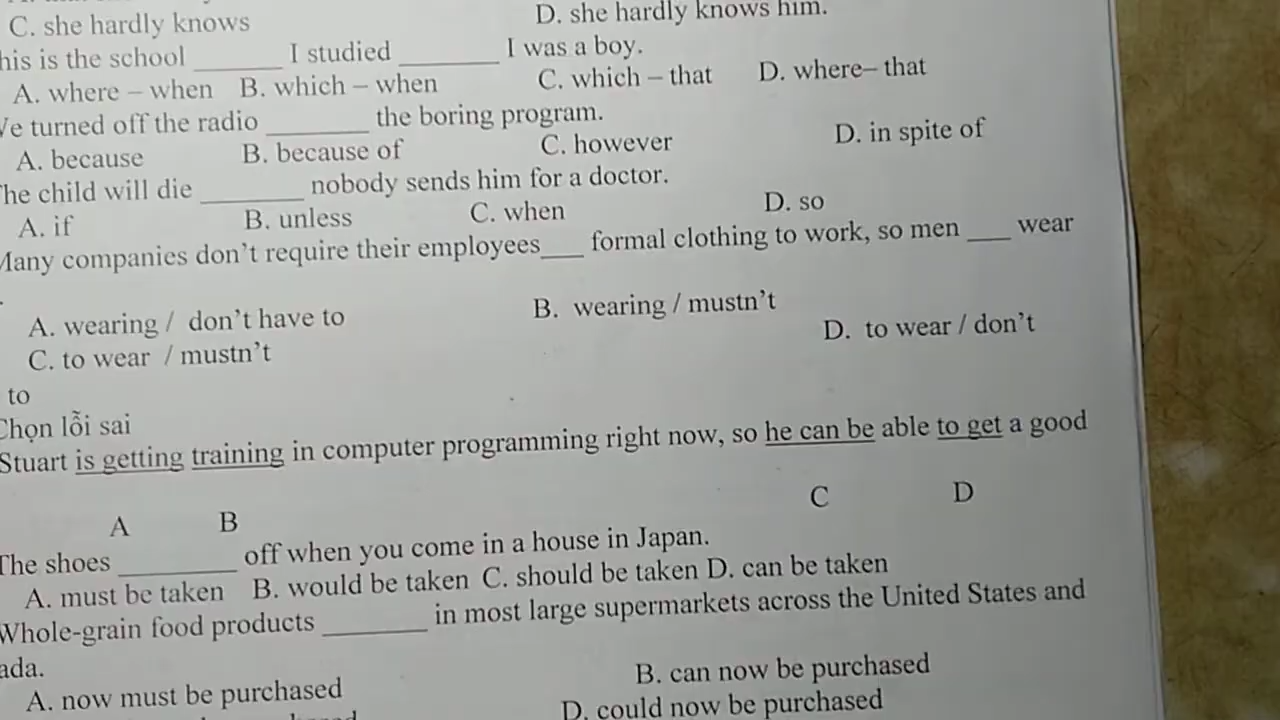 C. she hardly knows D. she hardly knows him.
his is the school ______ I studied _______ I was a boy.
A. where – when B. which – when C. which – that D. where– that
e turned off the radio _______ the boring program.
A. because B. because of C. however D. in spite of
he child will die _______ nobody sends him for a doctor.
A. if B. unless C. when D. so
Many companies don't require their employees___ formal clothing to work, so men ___ wear
.
A. wearing / don't have to B. wearing / mustn't
C. to wear / mustn't D. to wear / don't
to
Chọn lỗi sai
Stuart is getting training in computer programming right now, so he can be able to get a good
C D
A B
The shoes ________ off when you come in a house in Japan.
A. must be taken B. would be taken C. should be taken D. can be taken
Whole-grain food products _______ in most large supermarkets across the United States and
ada.
A. now must be purchased B. can now be purchased
D. could now be purchased